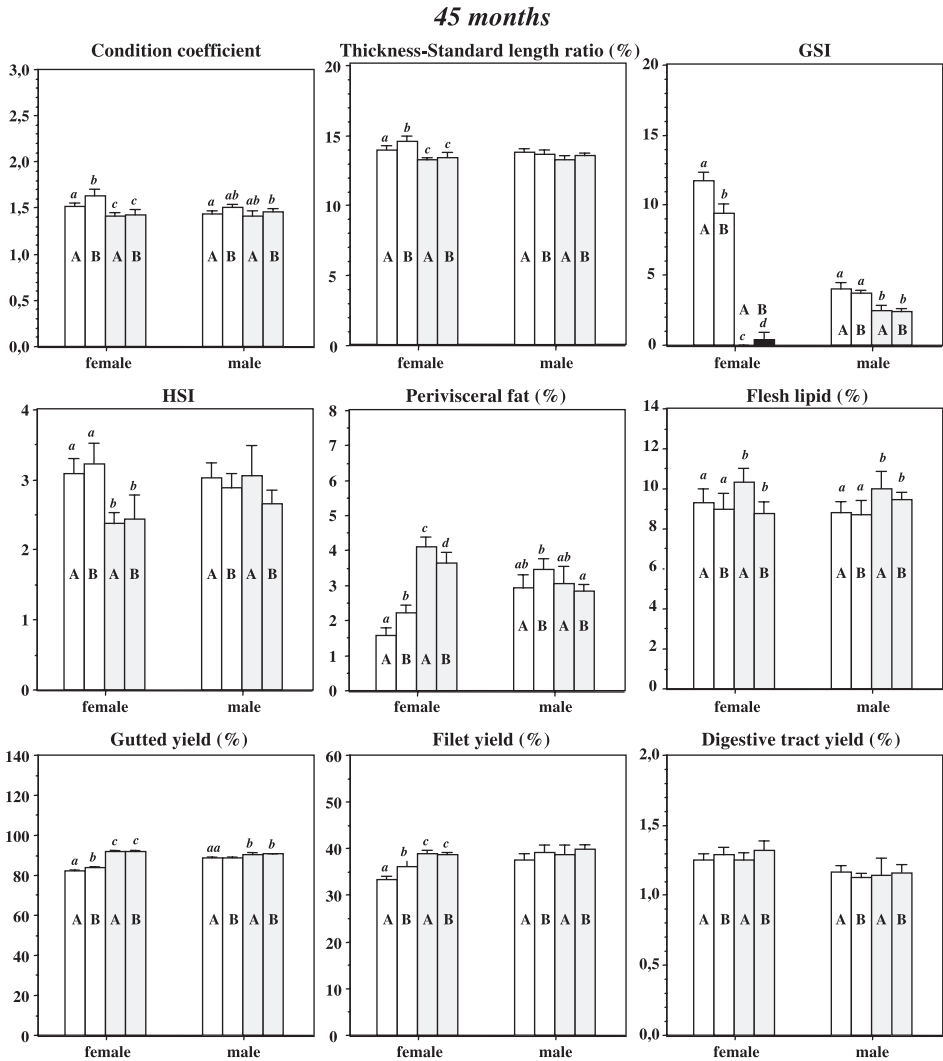 45 months
Condition coefficient
3,0
2,5
2,0
1,5
1,0
0,5
0,0
a b c c
a ab ab b
A B A B
A B A B
female male
Thickness-Standard length ratio (%)
20
15
10
5
0
a b c c
A B A B
A B A B
female male
GSI
20
15
10
5
0
a b
A B
A B
c d
a a b b
A B A B
female male
HSI
4
3
2
1
0
a a b b
A B A B
A B A B
female male
Perivisceral fat (%)
8
7
6
5
4
3
2
1
0
a b c d
ab b ab a
A B A B
A B A B
female male
Flesh lipid (%)
14
12
10
8
6
4
2
0
a a b b
a a b b
A B A B
A B A B
female male
Gutted yield (%)
140
120
100
80
60
40
20
0
a b c c
aa b b
A B A B
A B A B
female male
Filet yield (%)
60
50
40
30
20
10
0
a b c c
A B A B
A B A B
female male
Digestive tract yield (%)
2,0
1,5
1,0
0,5
0,0
A B A B
A B A B
female male